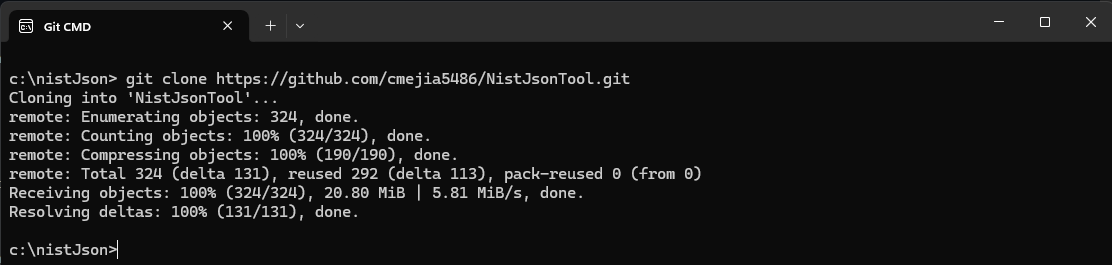 Git CMD
c:\nistJson> git clone https://github.com/cmejia5486/NistJsonTool.git
Cloning into 'NistJsonTool'...
remote: Enumerating objects: 324, done.
remote: Counting objects: 100% (324/324), done.
remote: Compressing objects: 100% (190/190), done.
remote: Total 324 (delta 131), reused 292 (delta 113), pack-reused 0 (from 0)
Receiving objects: 100% (324/324), 20.80 MiB | 5.81 MiB/s, done.
Resolving deltas: 100% (131/131), done.
c:\nistJson>